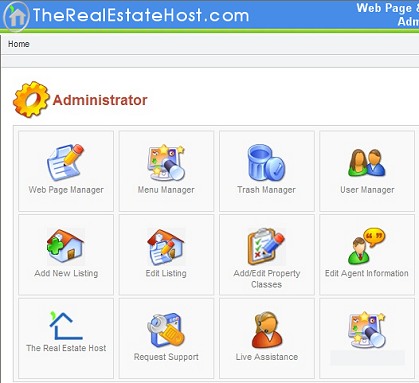 TheRealEstateHost.com
Web Page &
Adm
Home
Administrator
Web Page Manager
Menu Manager
Trash Manager
User Manager
Add New Listing
Edit Listing
Add/Edit Property
Classes
Edit Agent Information
The Real Estate Host
Request Support
Live Assistance